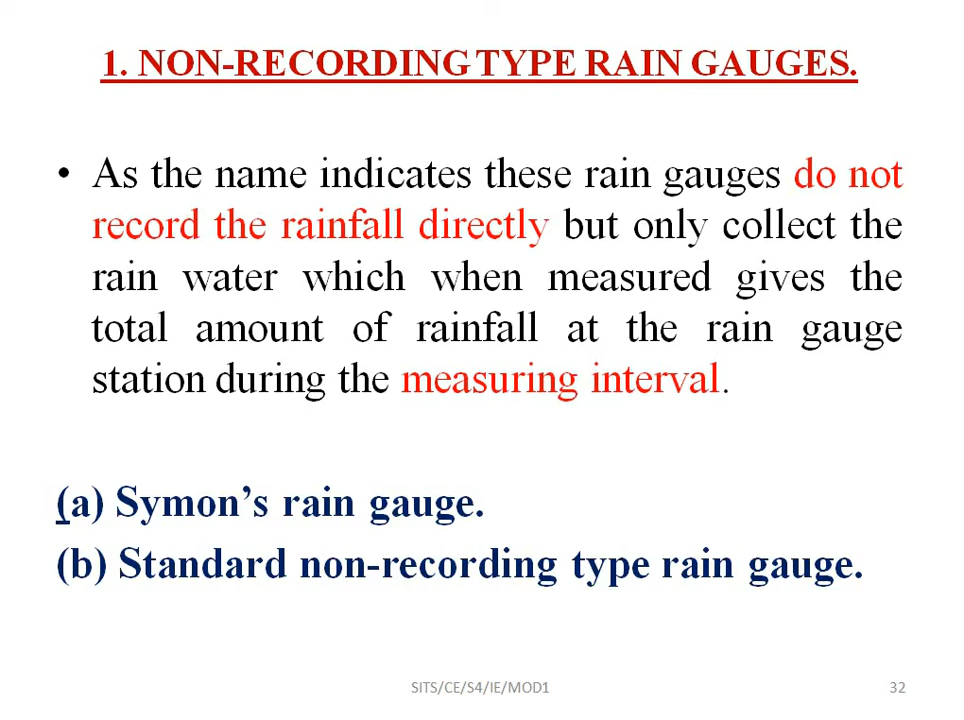 1. NON-RECORDING TYPE RAIN GAUGES.
• As the name indicates these rain gauges do not
record the rainfall directly but only collect the
rain water which when measured gives the
total amount of rainfall at the rain gauge
station during the measuring interval.
(a) Symon’s rain gauge.
(b) Standard non-recording type rain gauge.
SITS/CE/S4/IE/MOD1
32